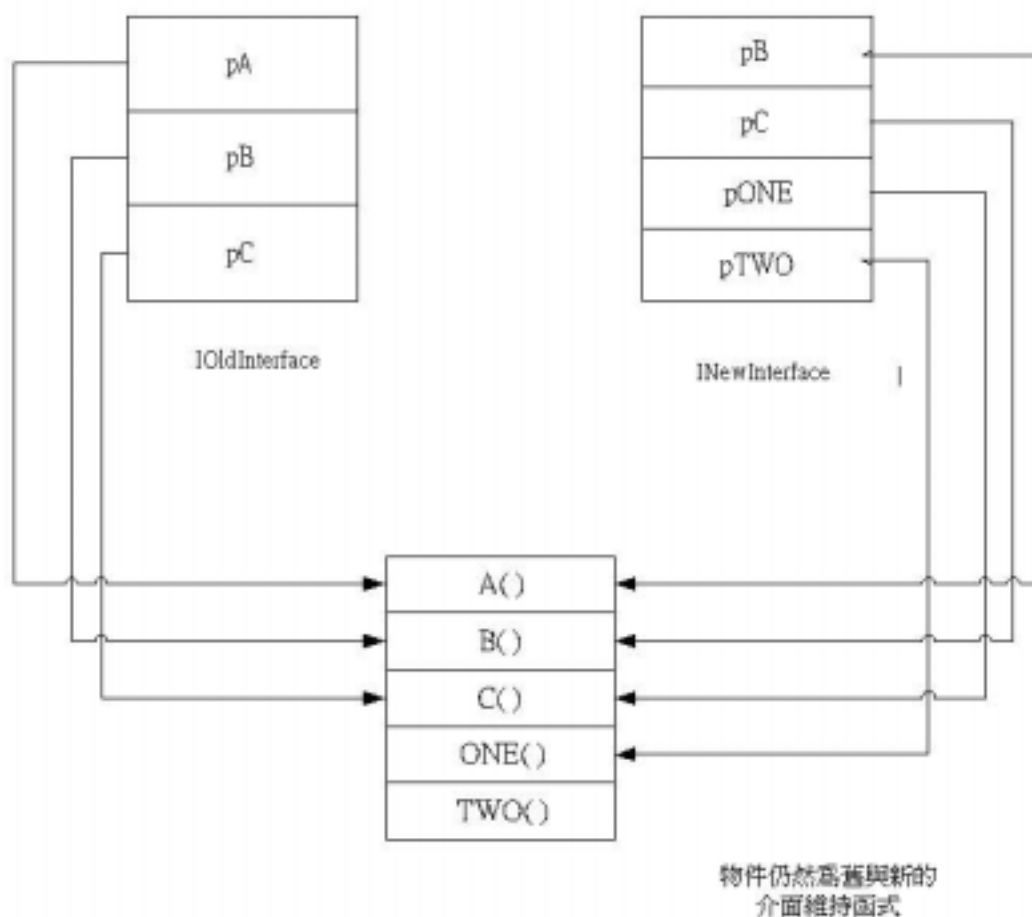 pA
pB
pC
IOldInterface
pB
pC
pONE
pTWO
INewInterface
A()
B()
C()
ONE()
TWO()
物件仍然為舊與新的
介面維持函式